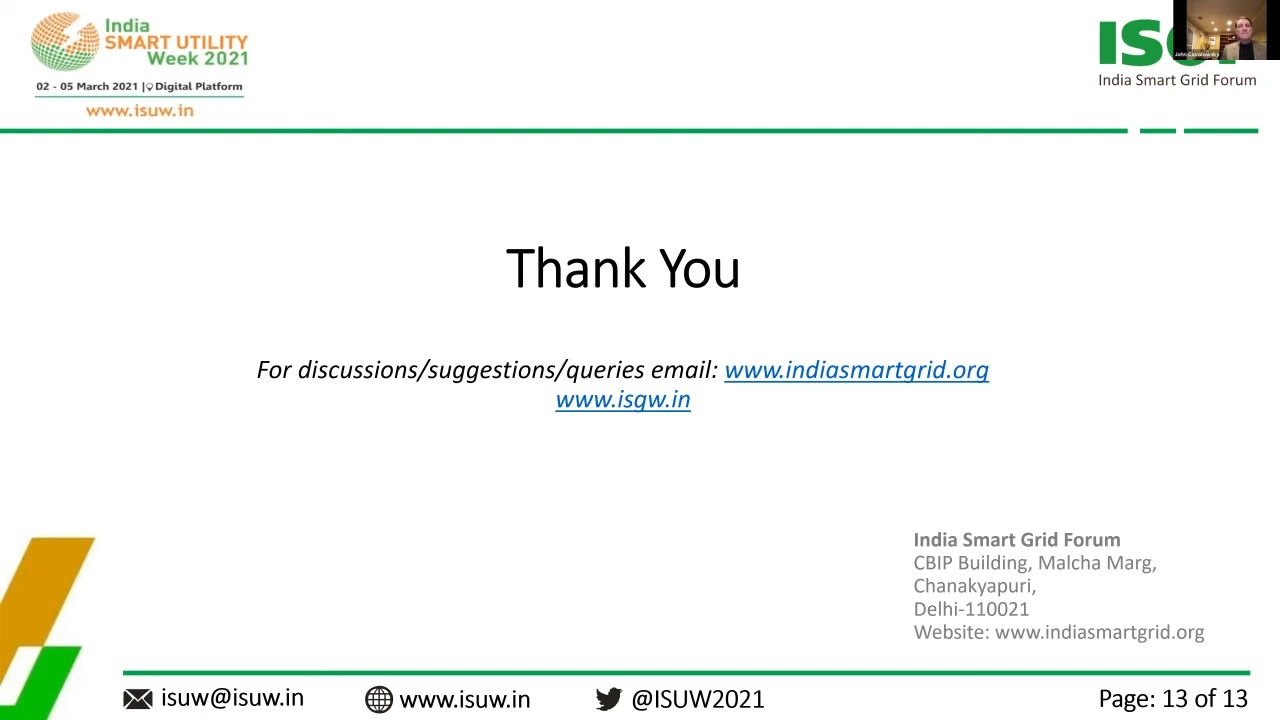 India
SMART UTILITY
Week 2021
02 - 05 March 2021 | Digital Platform
www.isuw.in
India Smart Grid Forum
John Cavolowsky
Thank You
For discussions/suggestions/queries email: www.indiasmartgrid.org
www.isgw.in
India Smart Grid Forum
CBIP Building, Malcha Marg,
Chanakyapuri,
Delhi-110021
Website: www.indiasmartgrid.org
isuw@isuw.in www.isuw.in @ISUW2021 Page: 13 of 13